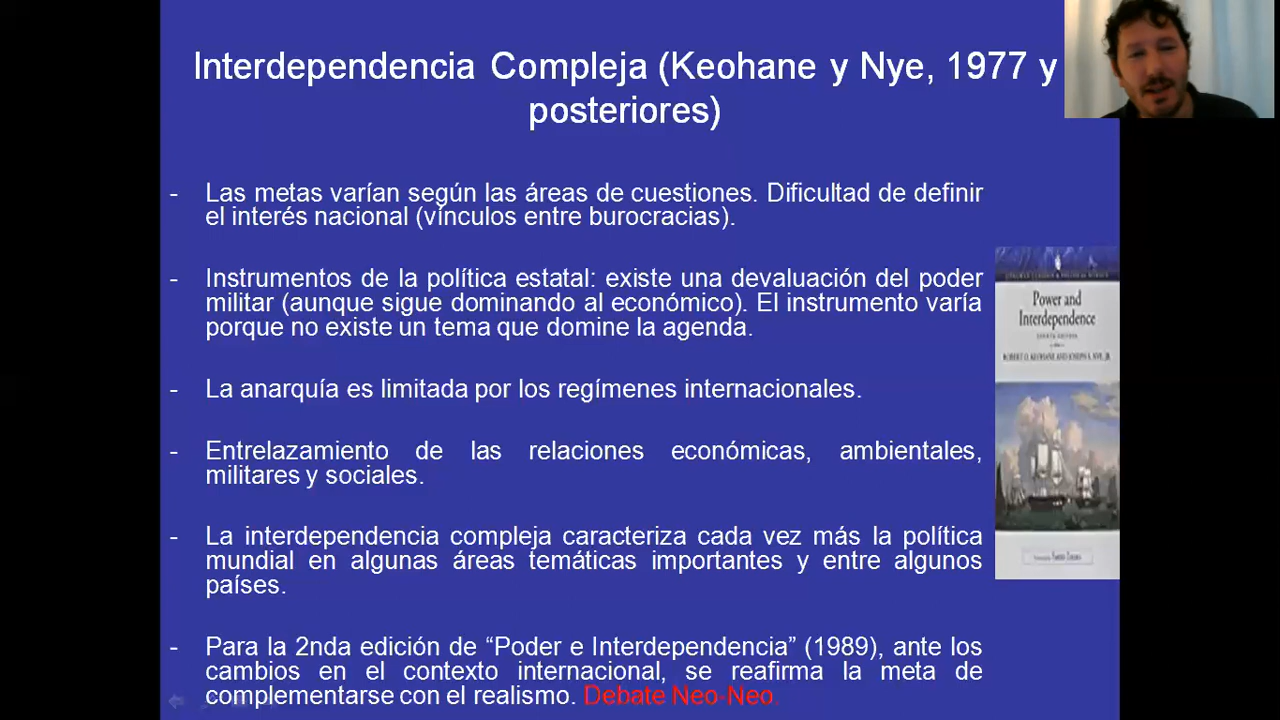 Interdependencia Compleja (Keohane y Nye, 1977 y
posteriores)
- Las metas varían según las áreas de cuestiones. Dificultad de definir
el interés nacional (vínculos entre burocracias).
- Instrumentos de la política estatal: existe una devaluación del poder
militar (aunque sigue dominando al económico). El instrumento varía
porque no existe un tema que domine la agenda.
- La anarquía es limitada por los regímenes internacionales.
- Entrelazamiento de las relaciones económicas, ambientales,
militares y sociales.
- La interdependencia compleja caracteriza cada vez más la política
mundial en algunas áreas temáticas importantes y entre algunos
países.
- Para la 2nda edición de “Poder e Interdependencia” (1989), ante los
cambios en el contexto internacional, se reafirma la meta de
complementarse con el realismo. Debate Neo-Neo.
Power and
Interdependence
FOURTH EDITION
ROBERT O. KEOHANE AND JOSEPH S. NYE, JR.